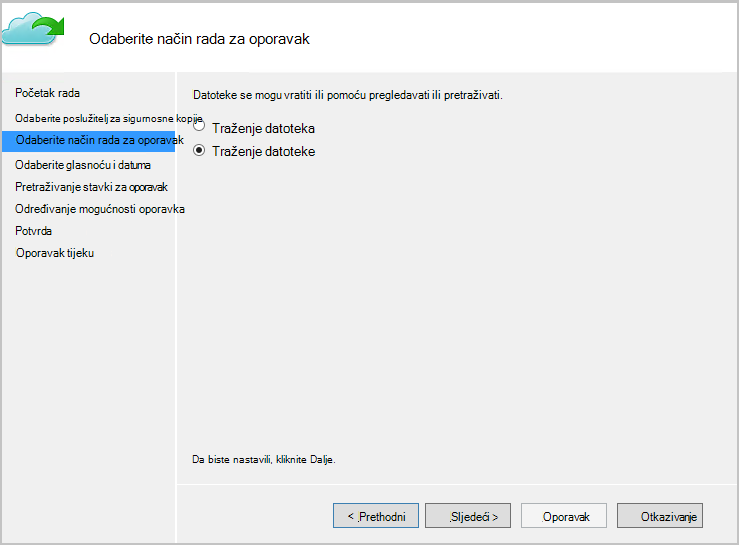 Odaberite način rada za oporavak
Početak rada
Odaberite poslužitelj za sigurnosne kopije
Odaberite način rada za oporavak
Odaberite glasnoću i datuma
Pretraživanje stavki za oporavak
Određivanje mogućnosti oporavka
Potvrda
Oporavak tijeku
Datoteke se mogu vratiti ili pomoću pregledavati ili pretraživati.
Traženje datoteka
Traženje datoteke
Da biste nastavili, kliknite Dalje.
< Prethodni
Sljedeći >
Oporavak
Otkazivanje